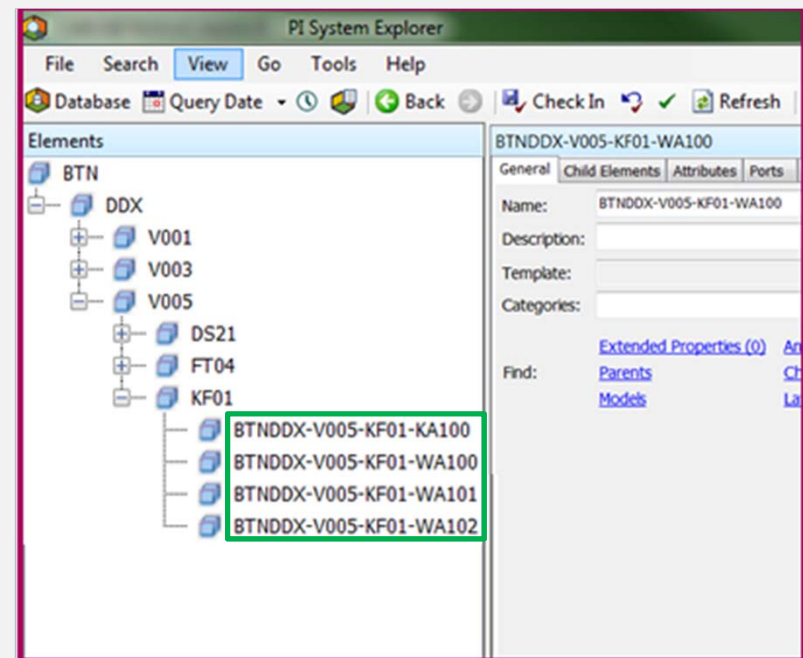 PI System Explorer
File Search View Go Tools Help
Database Query Date Back Check In Refresh
Elements
BTN
DDX
V001
V003
V005
DS21
FT04
KF01
BTNDDX-V005-KF01-KA100
BTNDDX-V005-KF01-WA100
BTNDDX-V005-KF01-WA101
BTNDDX-V005-KF01-WA102
BTNDDX-V005-KF01-WA100
General Child Elements Attributes Ports
Name: BTNDDX-V005-KF01-WA100
Description:
Template:
Categories:
Extended Properties (0) An
Find: Parents Ch
Models La